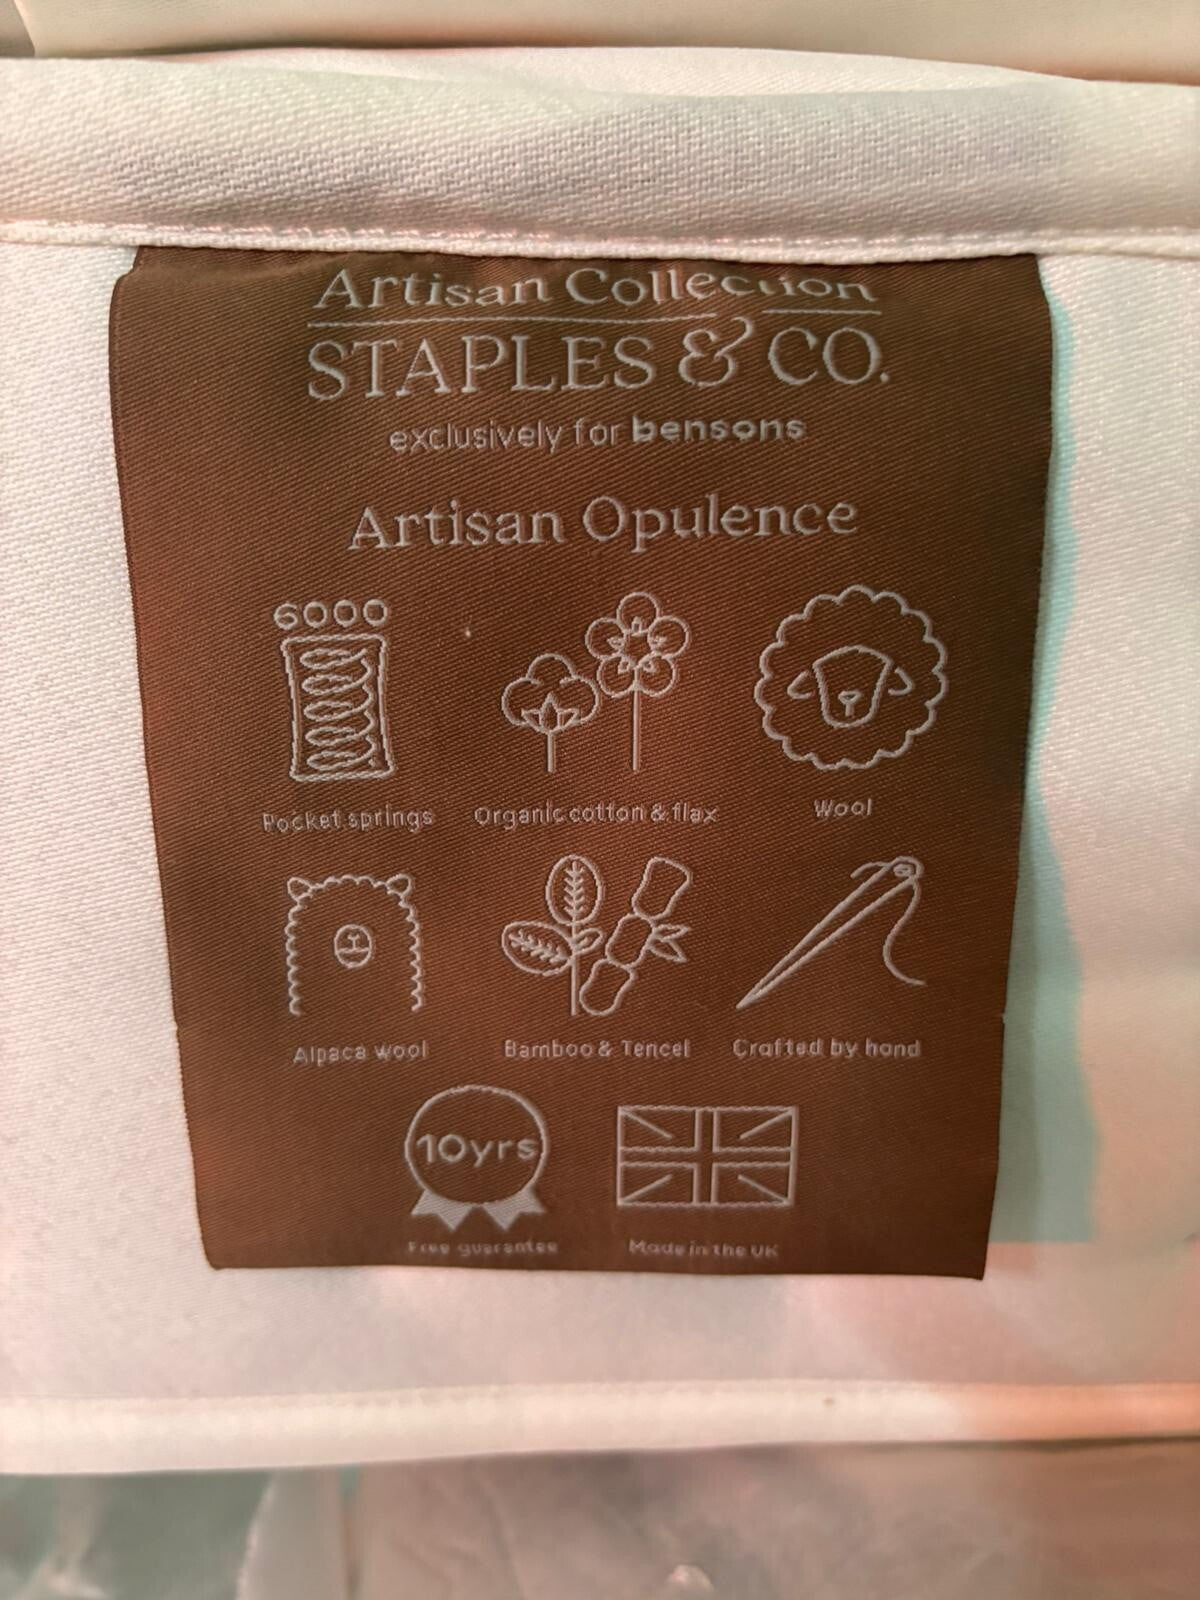 Artisan Collection
STAPLES & CO.
exclusively for bensons
Artisan Opulence
6000
Pocket springs
Organic cotton & flax
Wool
Alpaca wool
Bamboo & Tencel
Crafted by hand
10yrs
Free guarantee
Made in the UK